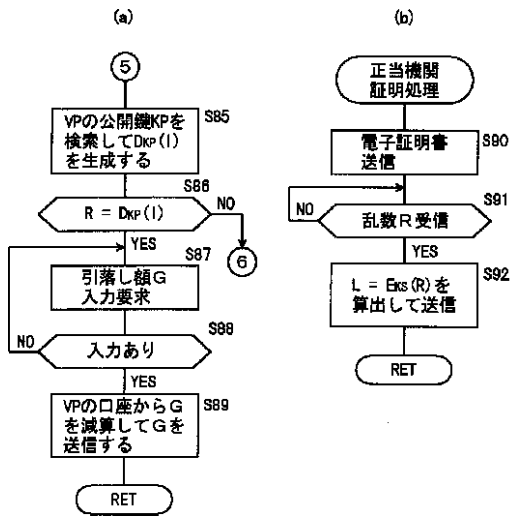 (a)
⑤
VPの公開鍵KPを
検索してDKP(I)
を生成する
S85
R = DKP(I)
S86
NO
⑥
YES
引落し額G
入力要求
S87
入力あり
S88
NO
YES
VPの口座からG
を減算してGを
送信する
S89
RET
(b)
正当機関
証明処理
電子証明書
送信
S90
乱数R受信
S91
NO
YES
L = EKS(R)を
算出して送信
S92
RET